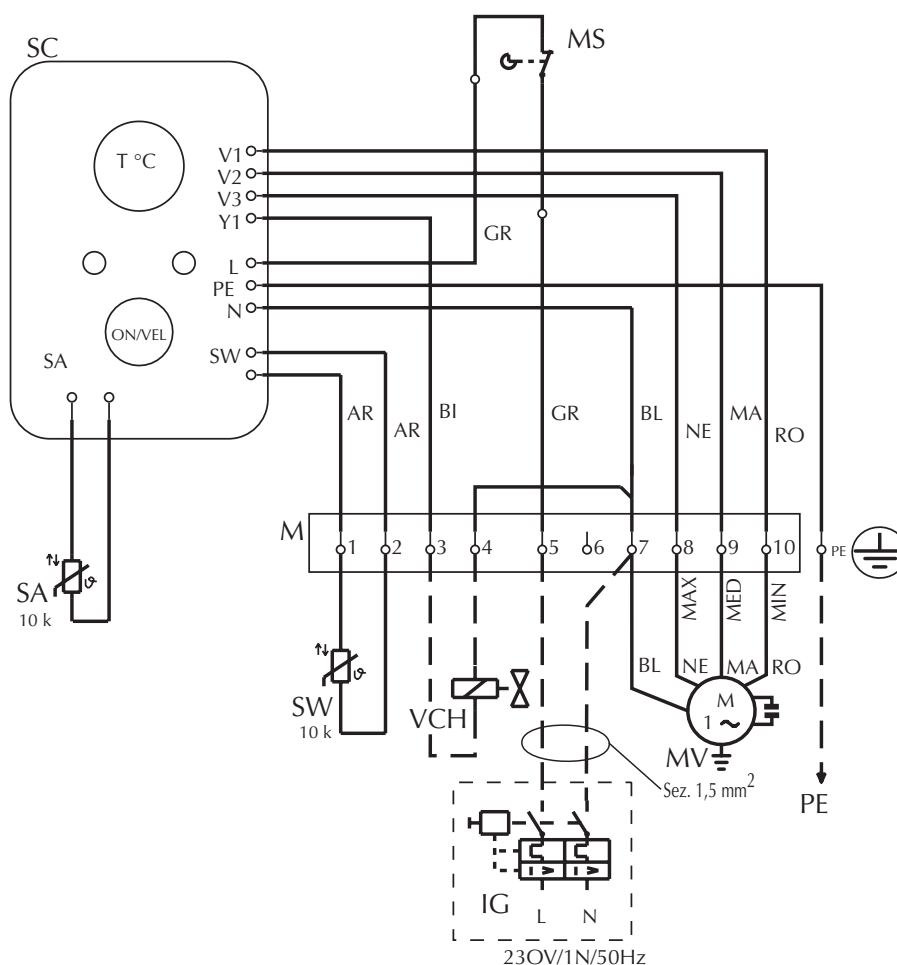 SC
MS
T °C
V1
V2
V3
Y1
GR
L
PE
N
ON/VEL
SW
SA
AR
AR
BI
GR
BL
NE
MA
RO
M
1 2 3 4 5 6 7 8 9 10 PE
MAX
MED
MIN
SA
10 k
BL NE MA RO
SW
10 k
VCH
M
1 ~
MV
Sez. 1,5 mm²
PE
IG
L N
230V/1N/50Hz